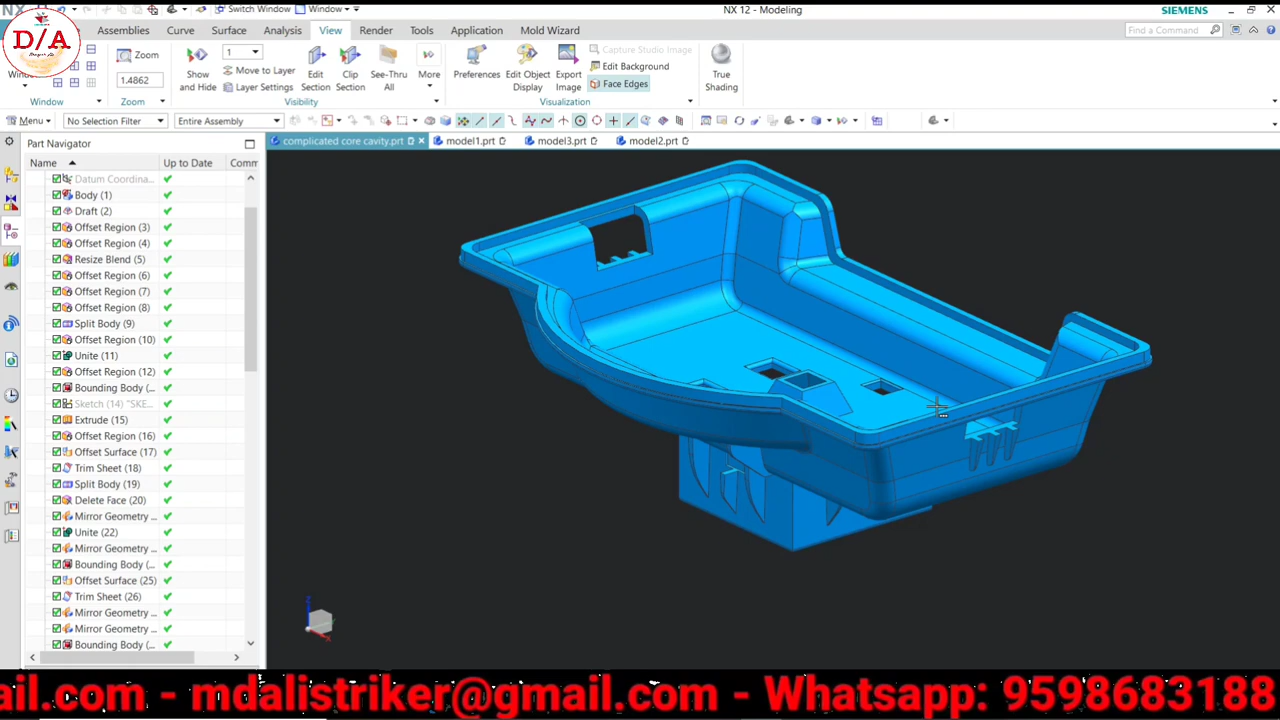 NX
Switch Window
Window
NX 12 - Modeling
SIEMENS
D/A
Assemblies
Curve
Surface
Analysis
View
Render
Tools
Application
Mold Wizard
Find a Command
Window
Zoom
1.4862
Show and Hide
1
Move to Layer
Layer Settings
Edit Section
Clip Section
See-Thru All
More
Preferences
Edit Object Display
Export Image
Capture Studio Image
Edit Background
Face Edges
True Shading
Window
Zoom
Visibility
Visualization
Menu
No Selection Filter
Entire Assembly
Part Navigator
complicated core cavity.prt
model1.prt
model3.prt
model2.prt
Name
Up to Date
Comm
Datum Coordina...
Body (1)
Draft (2)
Offset Region (3)
Offset Region (4)
Resize Blend (5)
Offset Region (6)
Offset Region (7)
Offset Region (8)
Split Body (9)
Offset Region (10)
Unite (11)
Offset Region (12)
Bounding Body (...
Sketch (14) "SKE...
Extrude (15)
Offset Region (16)
Offset Surface (17)
Trim Sheet (18)
Split Body (19)
Delete Face (20)
Mirror Geometry ...
Unite (22)
Mirror Geometry ...
Bounding Body (...
Offset Surface (25)
Trim Sheet (26)
Mirror Geometry ...
Mirror Geometry ...
Bounding Body (...
ail.com - mdalistriker@gmail.com - Whatsapp: 9598683188